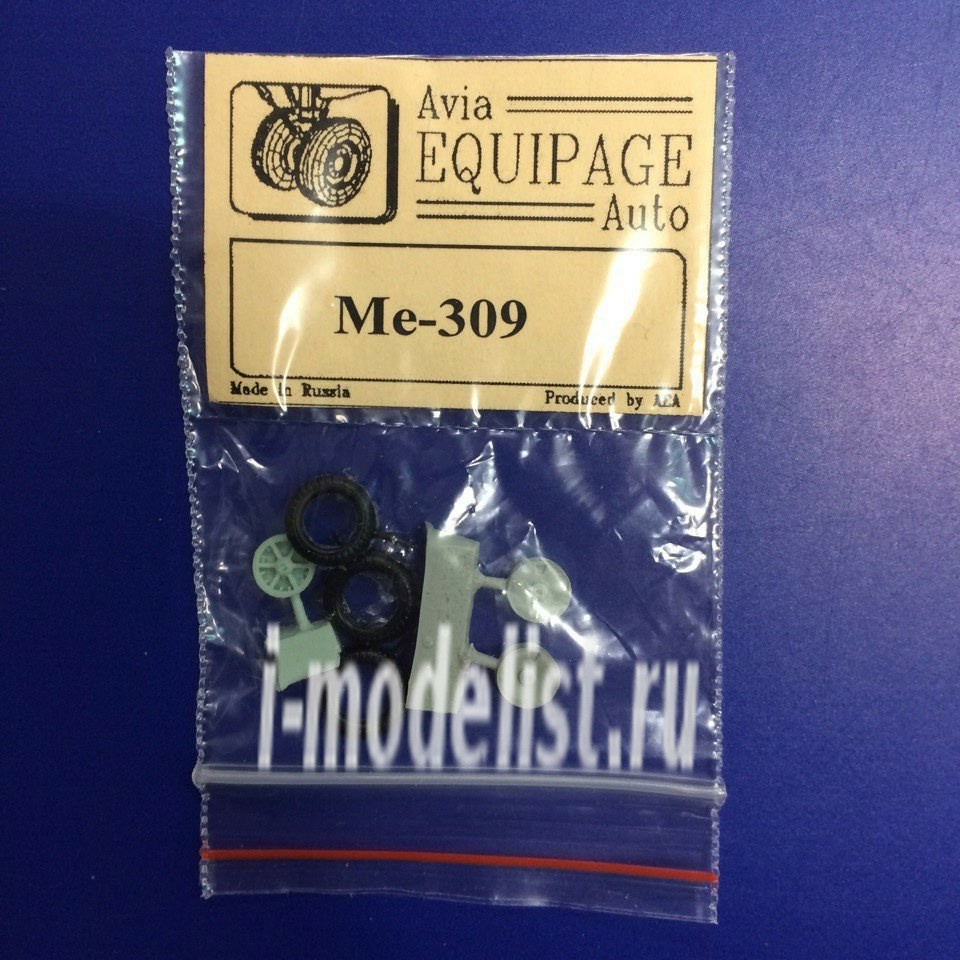 Avia
EQUIPAGE
Auto
Me-309
Made in Russia
Produced by AEA
i-modelist.ru